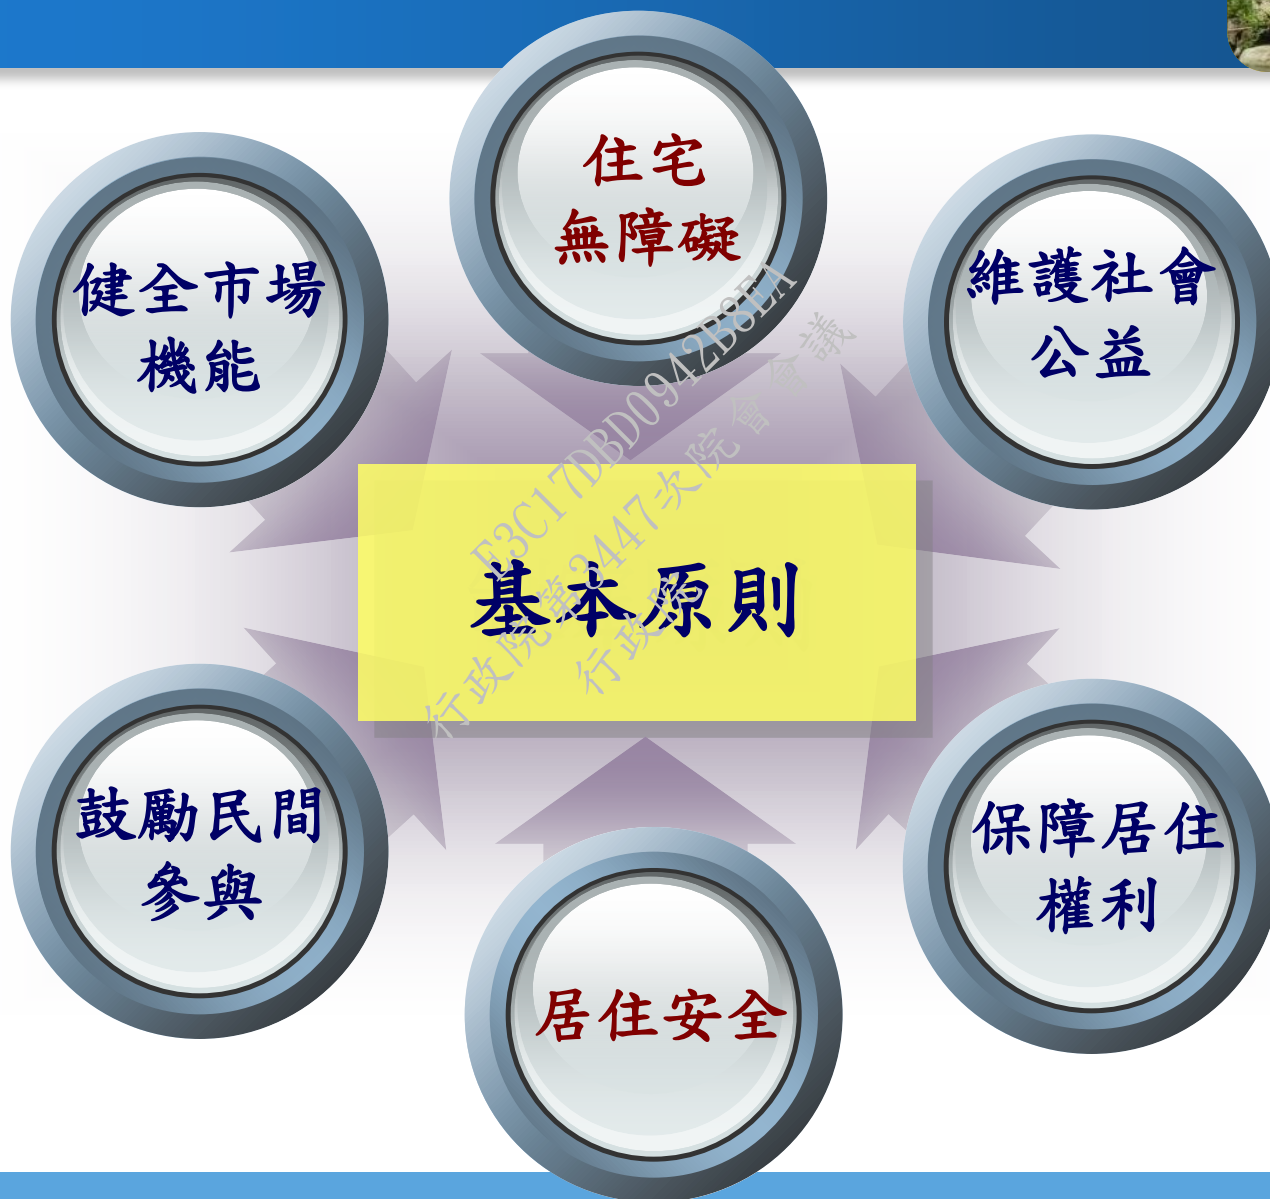 住宅
無障礙
健全市場
機能
維護社會
公益
基本原則
鼓勵民間
參與
保障居住
權利
居住安全
E3C17DBD0942B8EA
行政院第3447次院會會議
行政院